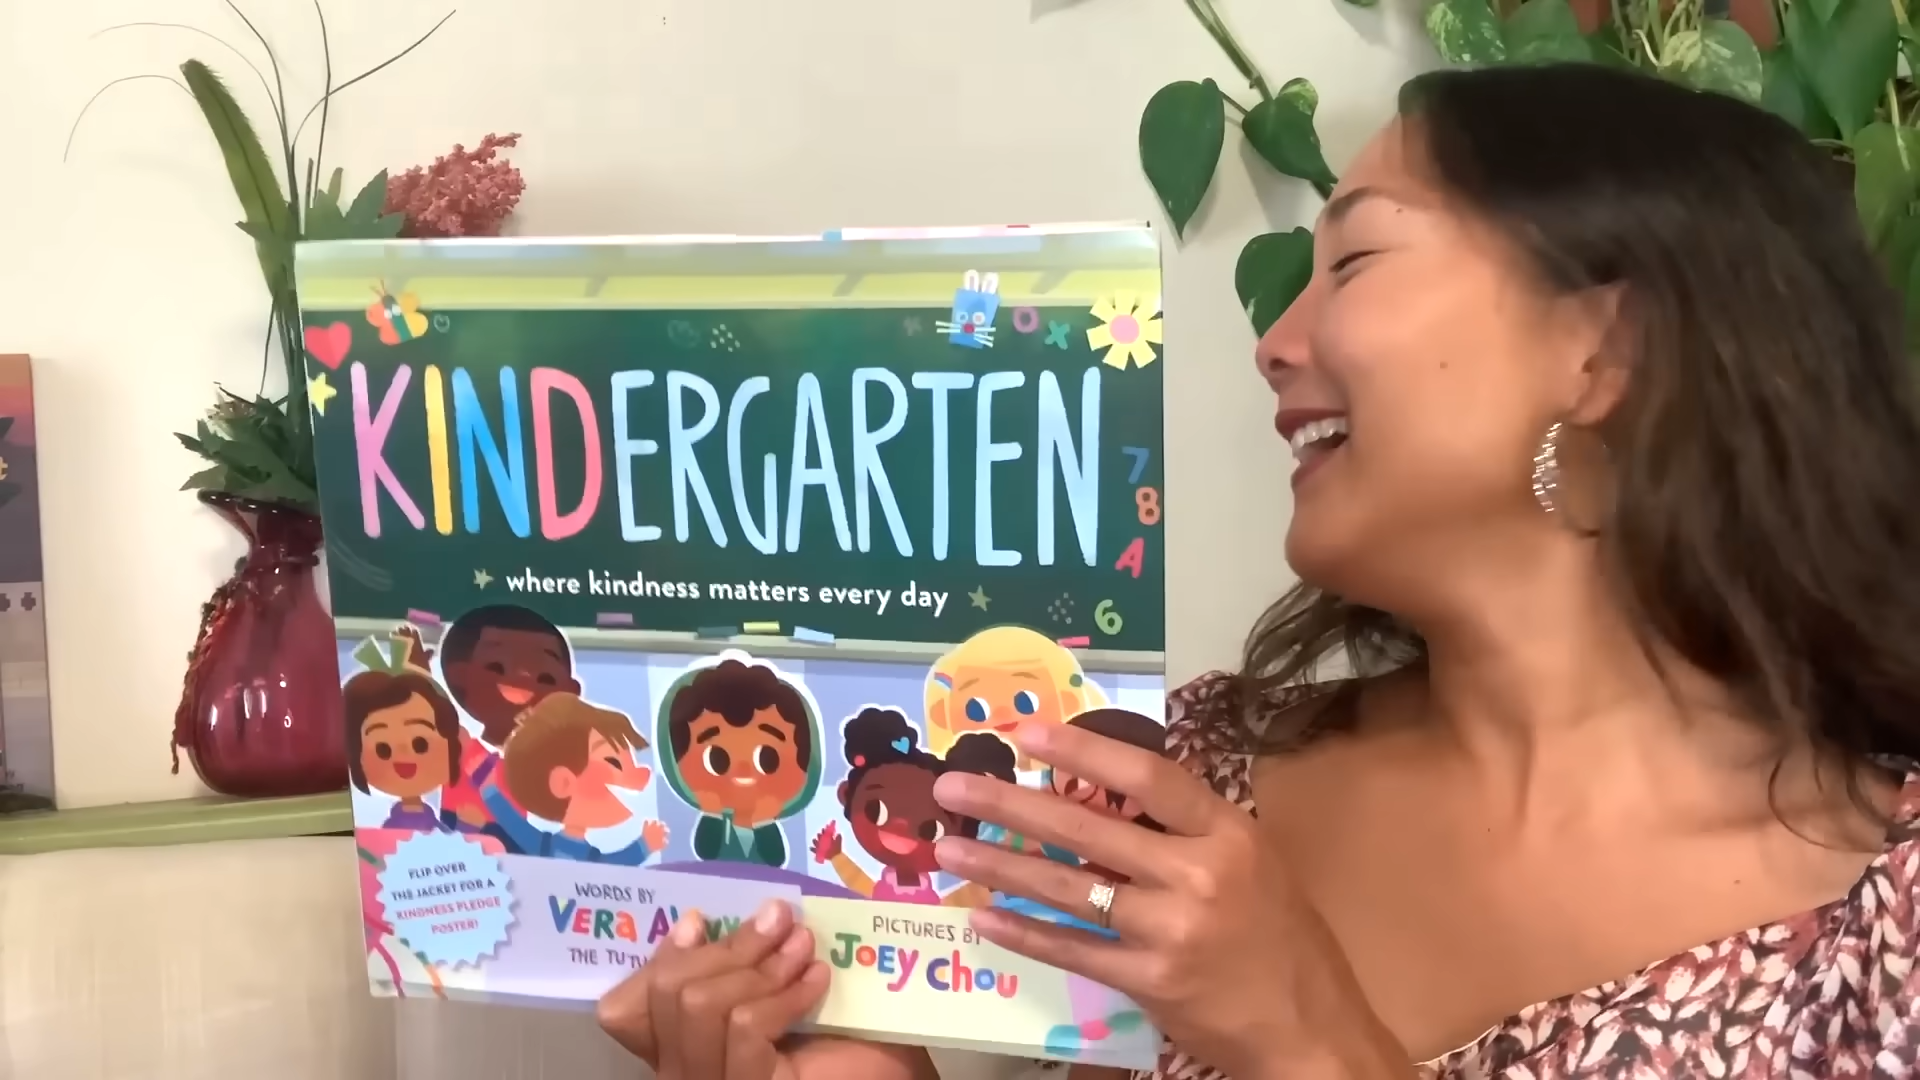 KINDERGARTEN
where kindness matters every day
7
8
A
6
FLIP OVER
THE JACKET FOR A
KINDNESS PLEDGE
POSTER!
WORDS BY
VERA
THE
PICTURES BY
JOEY CHOU